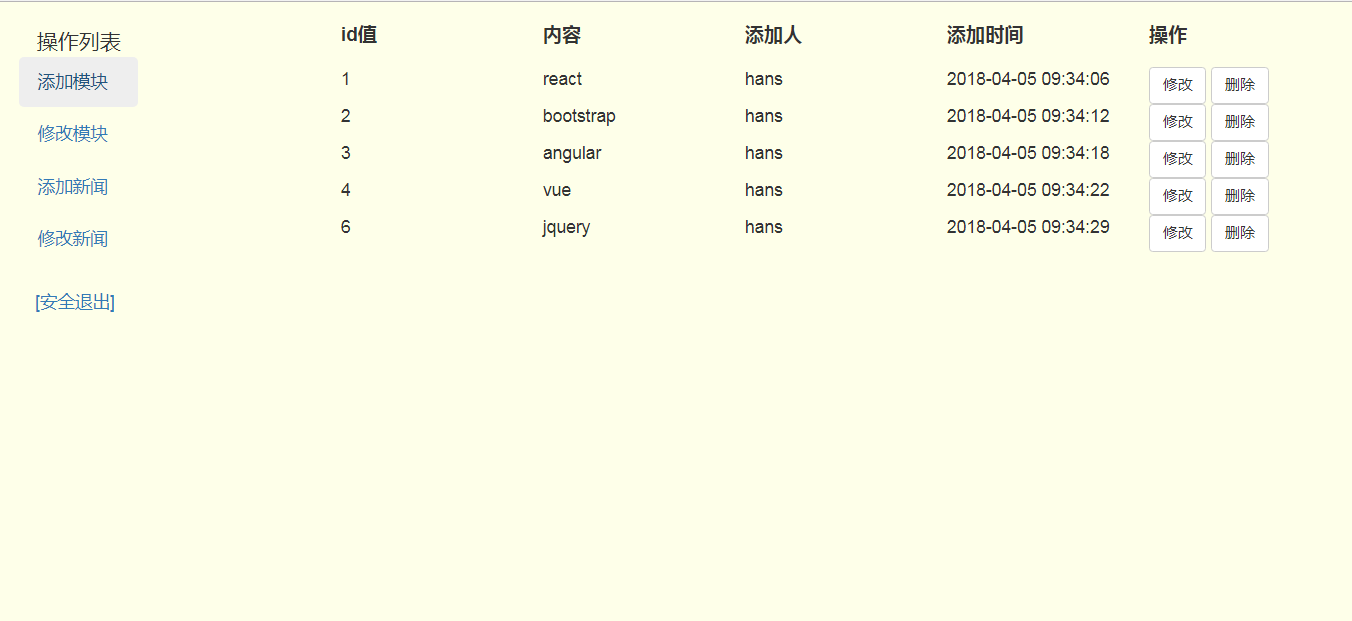 操作列表
添加模块
修改模块
添加新闻
修改新闻
[安全退出]
id值 内容 添加人 添加时间 操作
1 react hans 2018-04-05 09:34:06 修改 删除
2 bootstrap hans 2018-04-05 09:34:12 修改 删除
3 angular hans 2018-04-05 09:34:18 修改 删除
4 vue hans 2018-04-05 09:34:22 修改 删除
6 jquery hans 2018-04-05 09:34:29 修改 删除